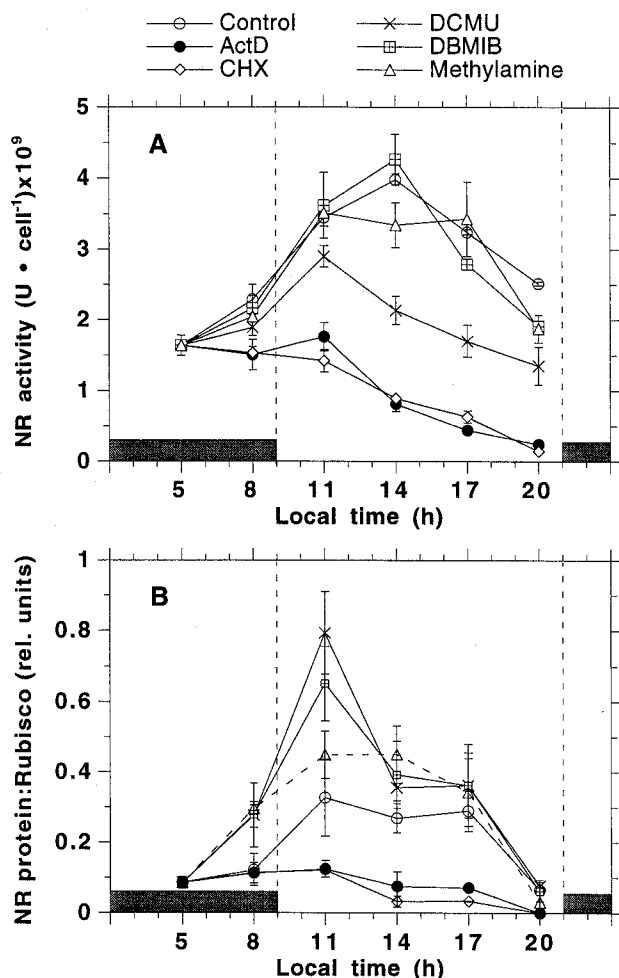 Control
ActD
CHX
DCMU
DBMIB
Methylamine
A
NR activity (U • cell⁻¹)x10⁹
5
4
3
2
1
0
5 8 11 14 17 20
Local time (h)
B
NR protein:Rubisco (rel. units)
1
0.8
0.6
0.4
0.2
0
5 8 11 14 17 20
Local time (h)